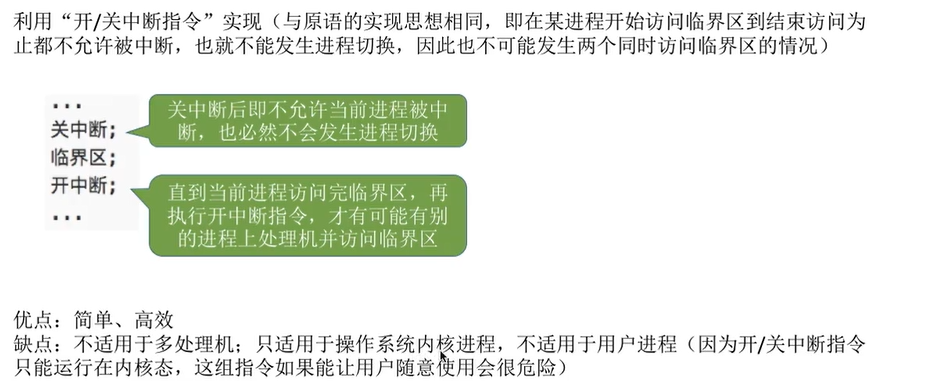 利用“开/关中断指令”实现（与原语的实现思想相同，即在某进程开始访问临界区到结束访问为
止都不允许被中断，也就不能发生进程切换，因此也不可能发生两个同时访问临界区的情况）
...
关中断;
临界区;
开中断;
...
关中断后即不允许当前进程被中
断，也必然不会发生进程切换
直到当前进程访问完临界区，再
执行开中断指令，才有可能有别
的进程上处理机并访问临界区
优点：简单、高效
缺点：不适用于多处理机；只适用于操作系统内核进程，不适用于用户进程（因为开/关中断指令
只能运行在内核态，这组指令如果能让用户随意使用会很危险）